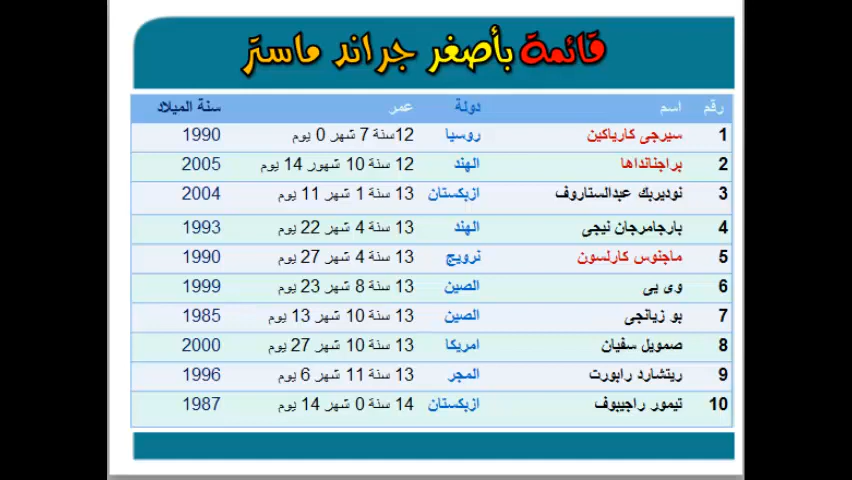 قائمة بأصغر جراند ماستر
رقم اسم دولة عمر سنة الميلاد
1 سيرجى كارياكين روسيا 12سنة 7 شهر 0 يوم 1990
2 براجنانداها الهند 12 سنة 10 شهور 14 يوم 2005
3 نوديربك عبدالستاروف ازبكستان 13 سنة 1 شهر 11 يوم 2004
4 بارجامرجان نيجى الهند 13 سنة 4 شهر 22 يوم 1993
5 ماجنوس كارلسون نرويج 13 سنة 4 شهر 27 يوم 1990
6 وى يى الصين 13 سنة 8 شهر 23 يوم 1999
7 بو زيانجى الصين 13 سنة 10 شهر 13 يوم 1985
8 صمويل سفيان امريكا 13 سنة 10 شهر 27 يوم 2000
9 ريتشارد رابورت المجر 13 سنة 11 شهر 6 يوم 1996
10 تيمور راجيبوف ازبكستان 14 سنة 0 شهر 14 يوم 1987